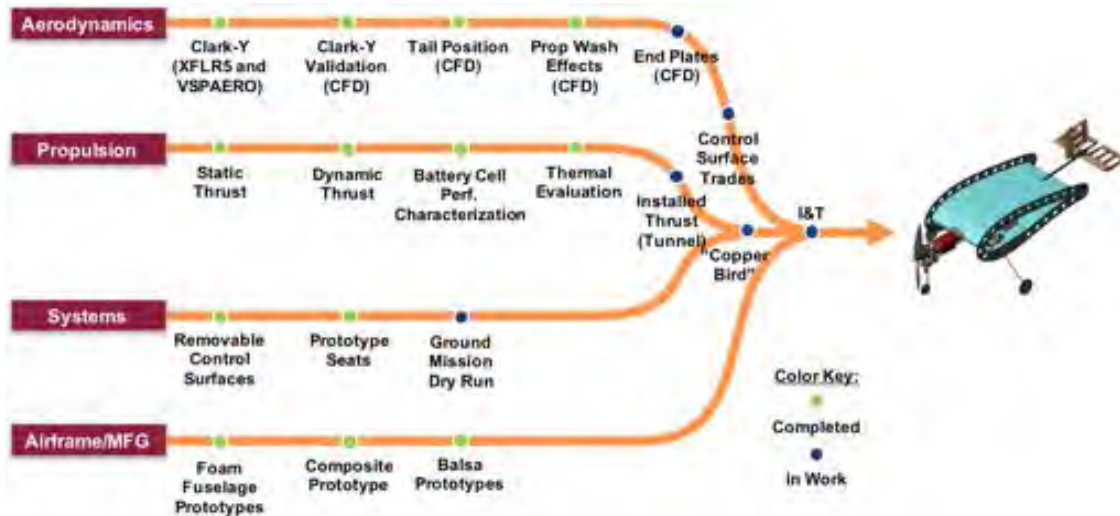 Aerodynamics
Clark-Y
(XFLR5 and
VSPAERO)
Clark-Y
Validation
(CFD)
Tail Position
(CFD)
Prop Wash
Effects
(CFD)
End Plates
(CFD)
Control
Surface
Trades
Propulsion
Static
Thrust
Dynamic
Thrust
Battery Cell
Perf.
Characterization
Thermal
Evaluation
Installed
Thrust
(Tunnel)
"Copper
Bird"
I&T
Systems
Removable
Control
Surfaces
Prototype
Seats
Ground
Mission
Dry Run
Airframe/MFG
Foam
Fuselage
Prototypes
Composite
Prototype
Balsa
Prototypes
Color Key:
Completed
in Work